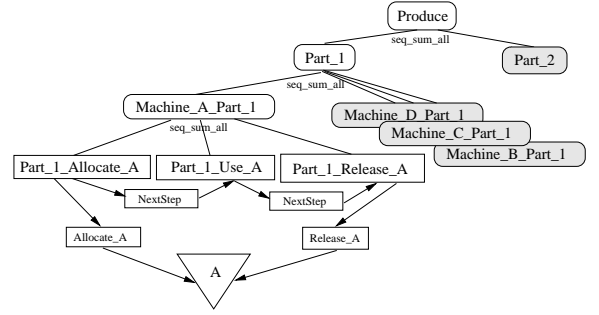 Produce
seq_sum_all
Part_1
Part_2
seq_sum_all
Machine_A_Part_1
Machine_D_Part_1
seq_sum_all
Machine_C_Part_1
Machine_B_Part_1
Part_1_Allocate_A
Part_1_Use_A
Part_1_Release_A
NextStep
NextStep
Allocate_A
Release_A
A